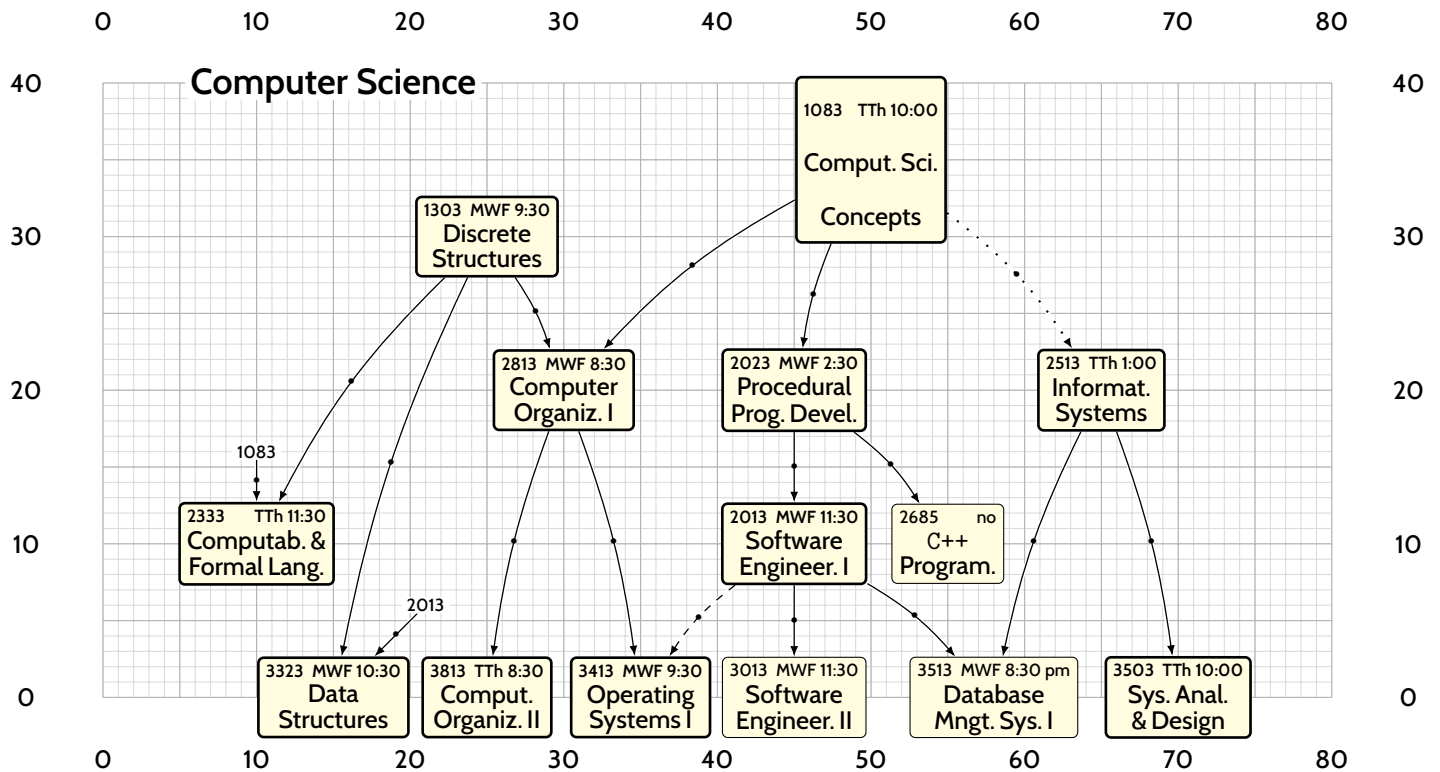 0 10 20 30 40 50 60 70 80
40 Computer Science 40
1083 TTh 10:00
Comput. Sci.
Concepts
1303 MWF 9:30
Discrete
Structures
30 30
2813 MWF 8:30
Computer
Organiz. I
2023 MWF 2:30
Procedural
Prog. Devel.
2513 TTh 1:00
Informat.
Systems
20 20
1083
2333 TTh 11:30
Computab. &
Formal Lang.
2013 MWF 11:30
Software
Engineer. I
2685 no
C++
Program.
10 10
2013
3323 MWF 10:30
Data
Structures
3813 TTh 8:30
Comput.
Organiz. II
3413 MWF 9:30
Operating
Systems I
3013 MWF 11:30
Software
Engineer. II
3513 MWF 8:30 pm
Database
Mngt. Sys. I
3503 TTh 10:00
Sys. Anal.
& Design
0 0
0 10 20 30 40 50 60 70 80